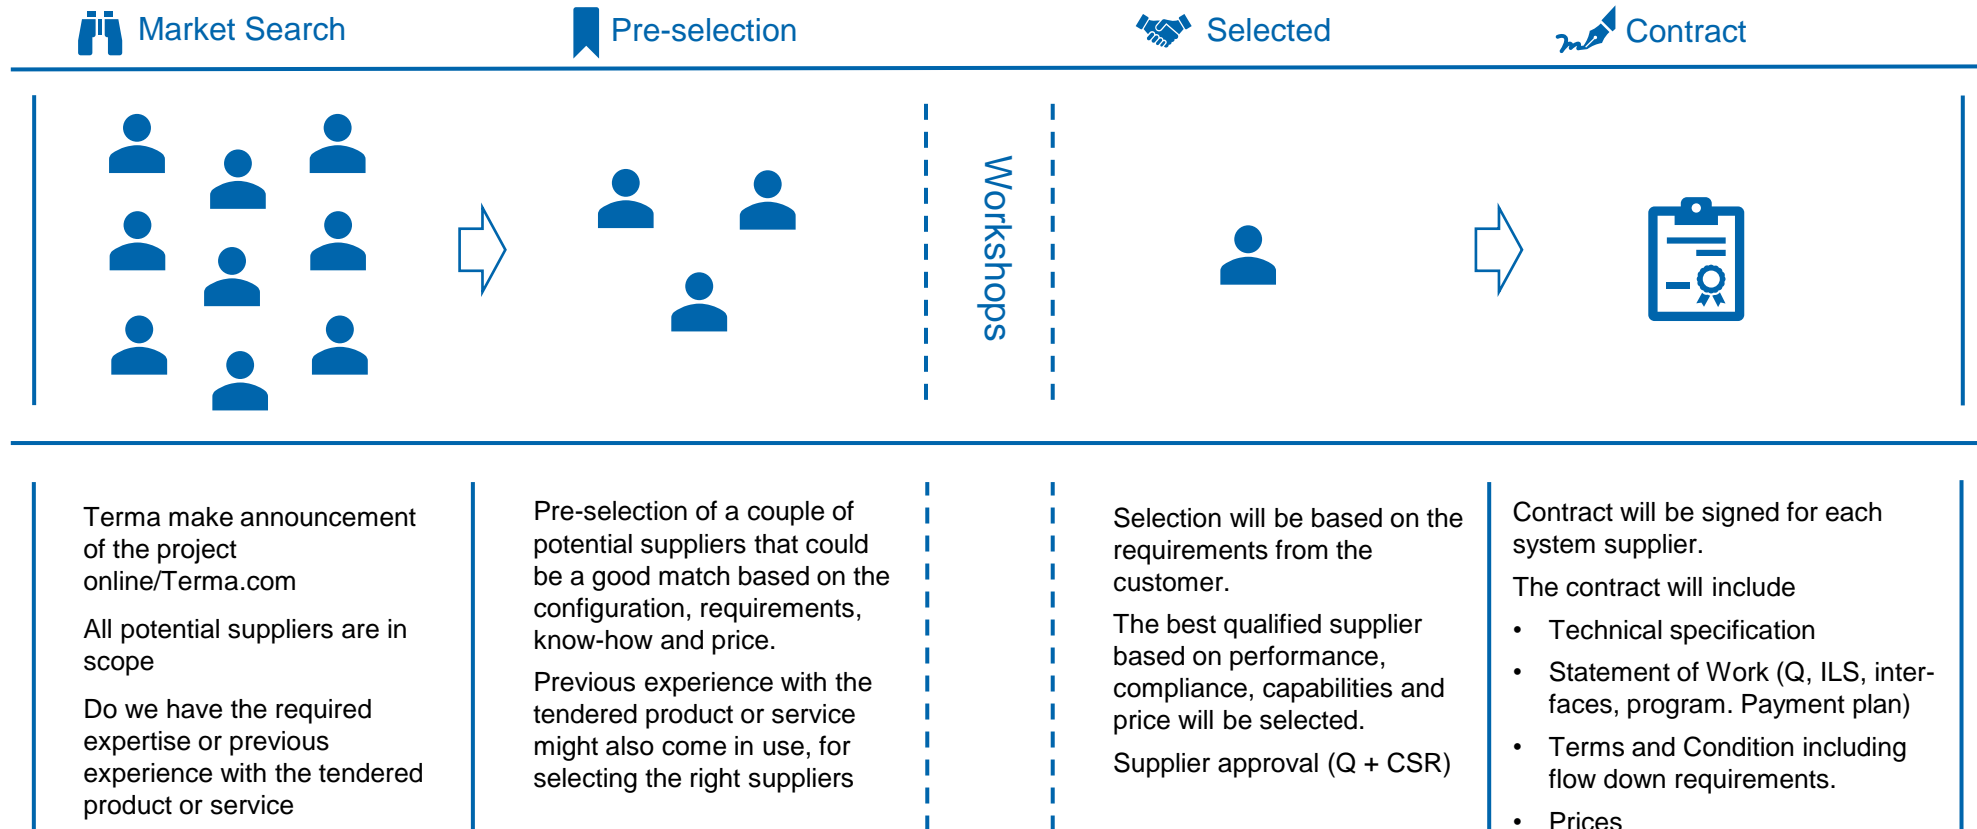 Market Search
Pre-selection
Selected
Contract
Workshops
Terma make announcement
of the project
online/Terma.com
All potential suppliers are in
scope
Do we have the required
expertise or previous
experience with the tendered
product or service
Pre-selection of a couple of
potential suppliers that could
be a good match based on the
configuration, requirements,
know-how and price.
Previous experience with the
tendered product or service
might also come in use, for
selecting the right suppliers
Selection will be based on the
requirements from the
customer.
The best qualified supplier
based on performance,
compliance, capabilities and
price will be selected.
Supplier approval (Q + CSR)
Contract will be signed for each
system supplier.
The contract will include
• Technical specification
• Statement of Work (Q, ILS, inter-
faces, program. Payment plan)
• Terms and Condition including
flow down requirements.
• Prices